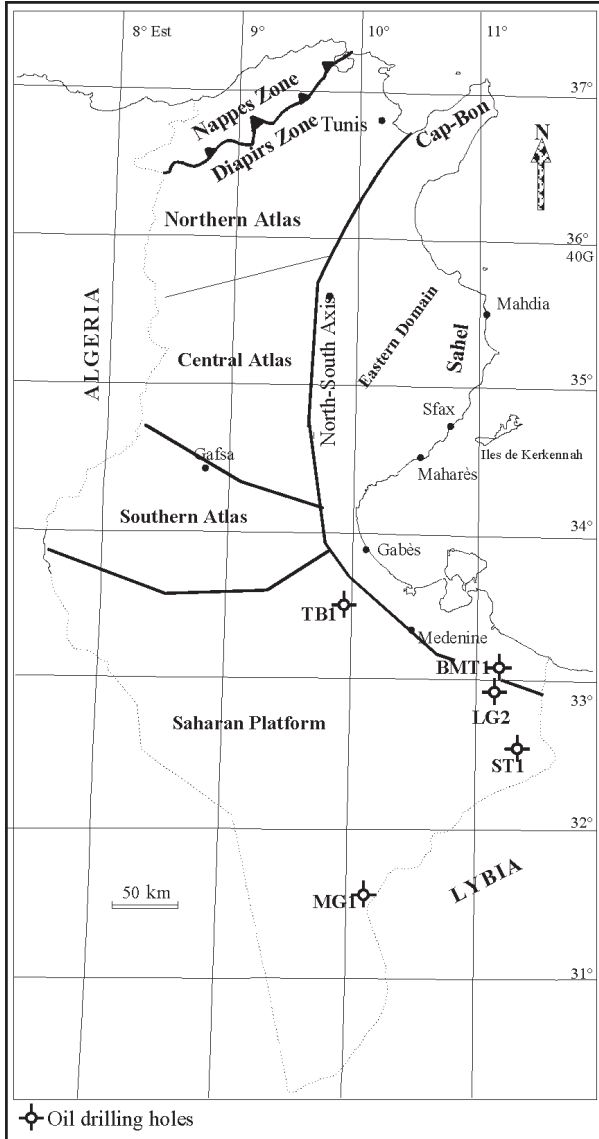 8° Est
9°
10°
11°
37°
Nappes Zone
Diapirs Zone
Tunis
Cap-Bon
N
Northern Atlas
36°
40G
ALGERIA
North-South Axis
Eastern Domain
Sahel
Mahdia
Central Atlas
35°
Sfax
Iles de Kerkennah
Gafsa
Maharès
Southern Atlas
34°
Gabès
TB1
Medenine
BMT1
33°
LG2
Saharan Platform
ST1
32°
LYBIA
50 km
MG1
31°
Oil drilling holes